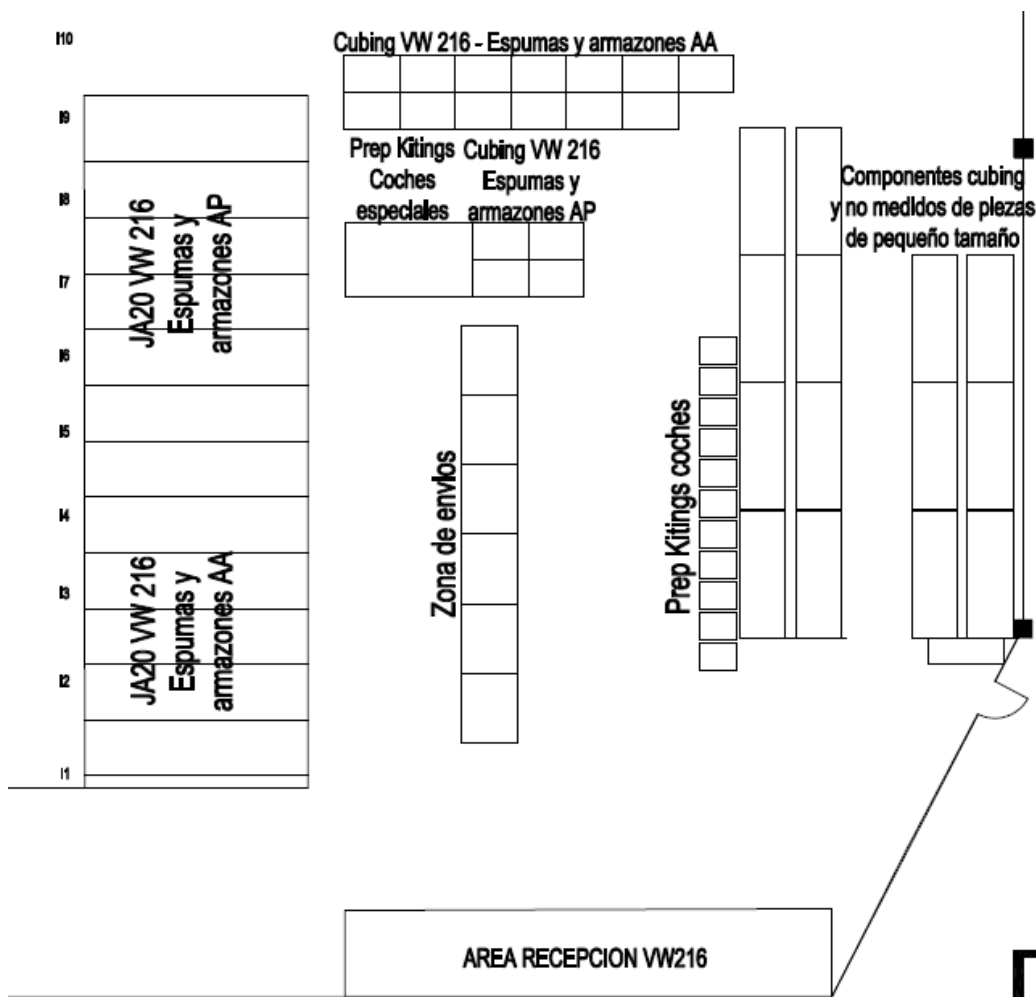 I10
I9
I8
I7
I6
I5
I4
I3
I2
I1
JA20 VW 216
Espumas y
armazones AP
JA20 VW 216
Espumas y
armazones AA
Cubing VW 216 - Espumas y armazones AA
Prep Kitings
Coches
especiales
Cubing VW 216
Espumas y
armazones AP
Zona de envíos
Prep Kitings coches
Componentes cubing
y no medidos de piezas
de pequeño tamaño
AREA RECEPCION VW216